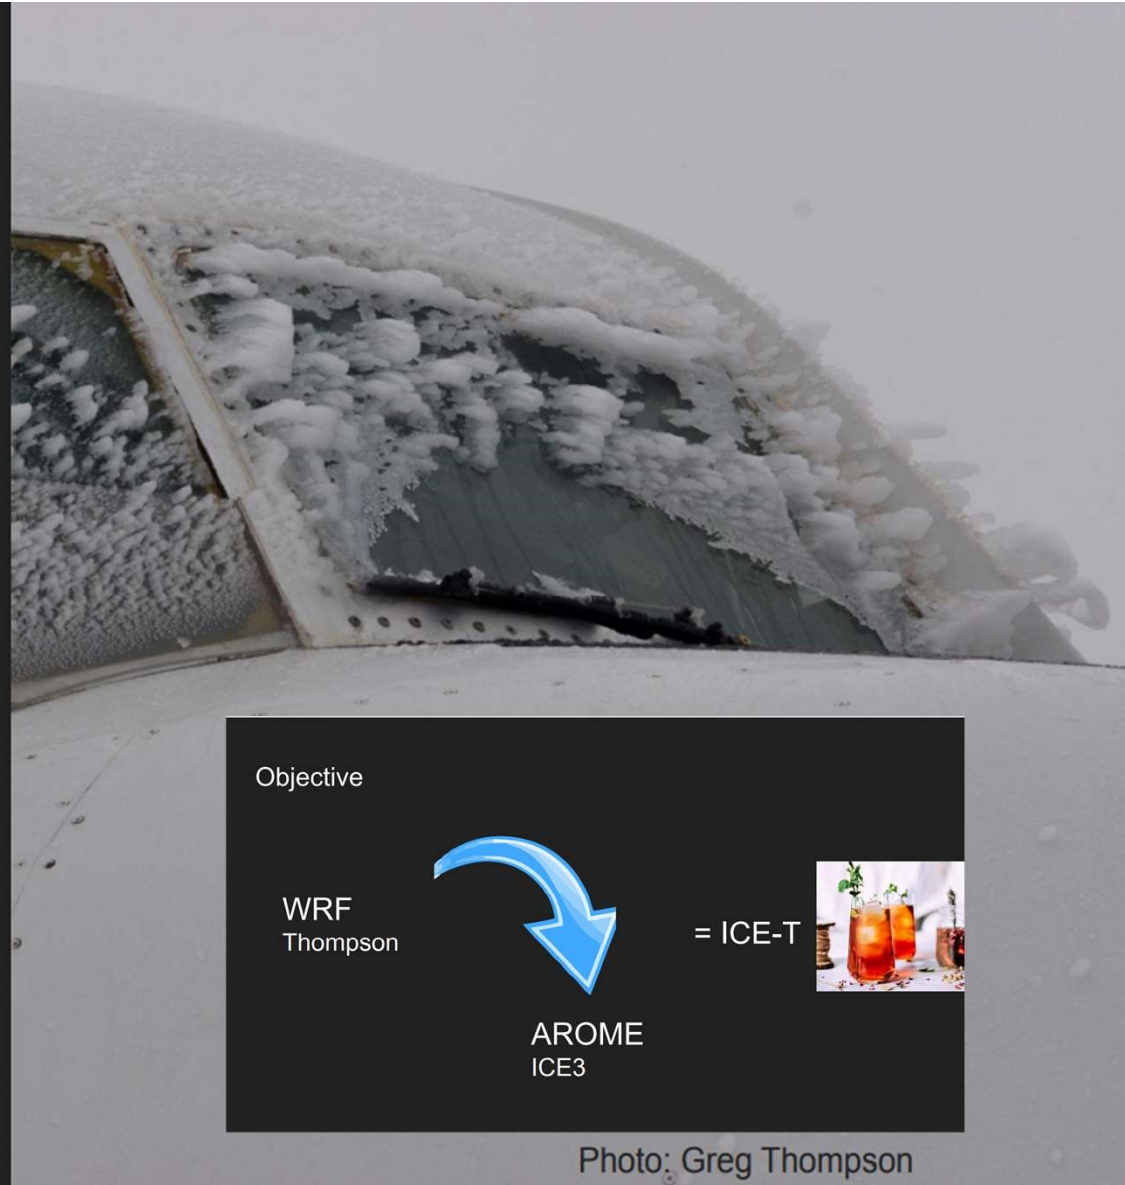 Objective
WRF
Thompson
= ICE-T
AROME
ICE3
Photo: Greg Thompson